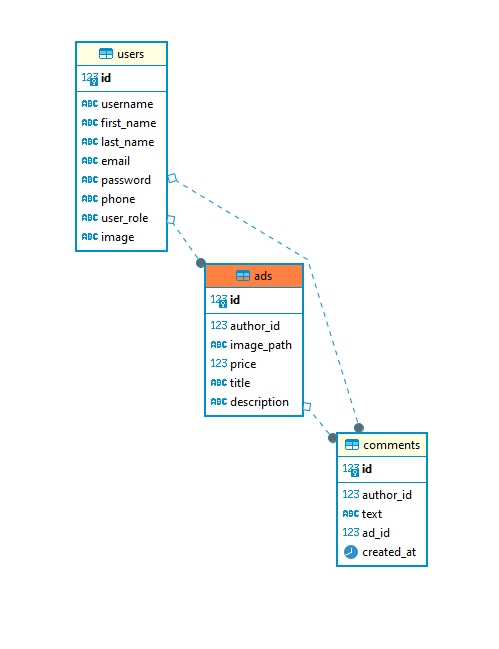 users
123 id
ABC username
ABC first_name
ABC last_name
ABC email
ABC password
ABC phone
ABC user_role
ABC image
ads
123 id
123 author_id
ABC image_path
123 price
ABC title
ABC description
comments
123 id
123 author_id
ABC text
123 ad_id
created_at